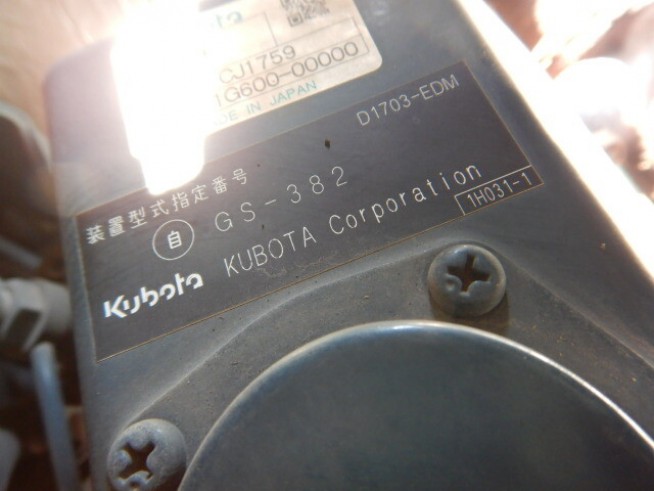 Kubota
CJ1759
1G600-00000
DE IN JAPAN
D1703-EDM
装置型式指定番号
自 GS-382
Kubota KUBOTA Corporation
1H031-1